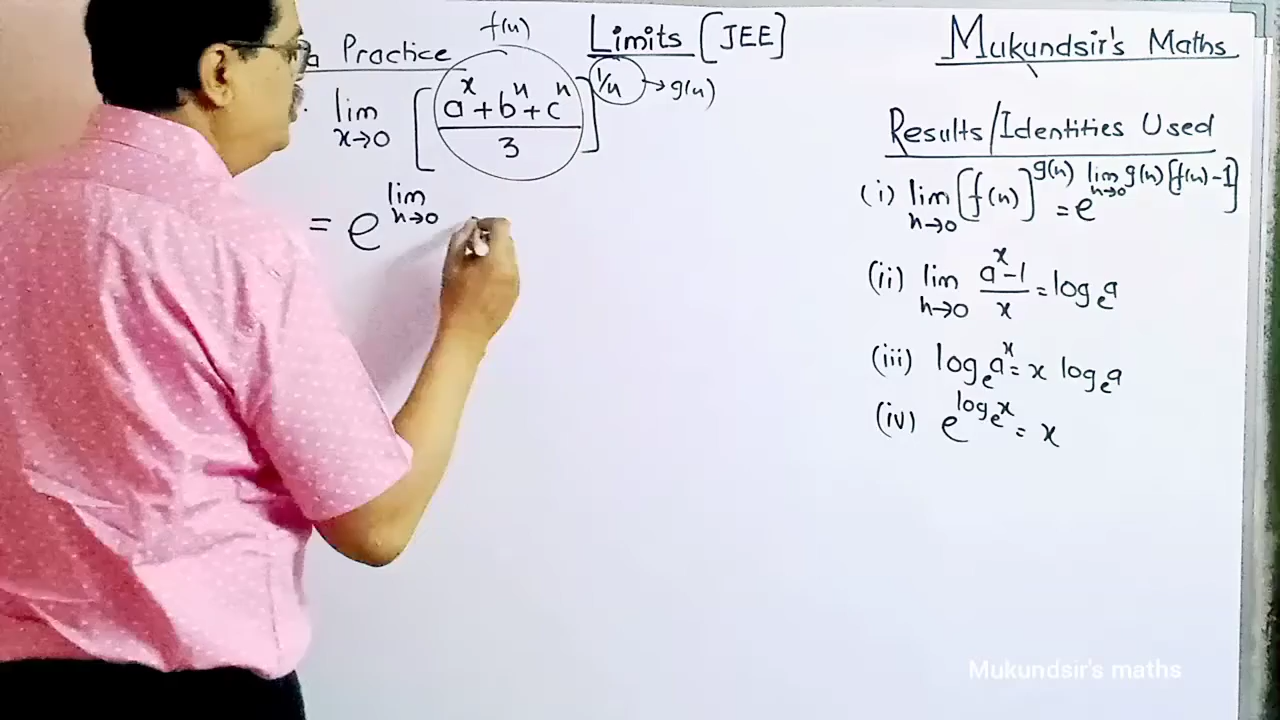 a Practice Limits [JEE]
f(x)
lim x→0 [ (a^x + b^x + c^x) / 3 ]^(1/x) → g(x)
= e^(lim x→0
Mukundsir's Maths
Results/Identities Used
(i) lim x→0 [f(x)]^g(x) = e^(lim x→0 g(x)[f(x)-1]
(ii) lim x→0 (a^x - 1)/x = log_e a
(iii) log_e a^x = x log_e a
(iv) e^(log_e x) = x
Mukundsir's maths